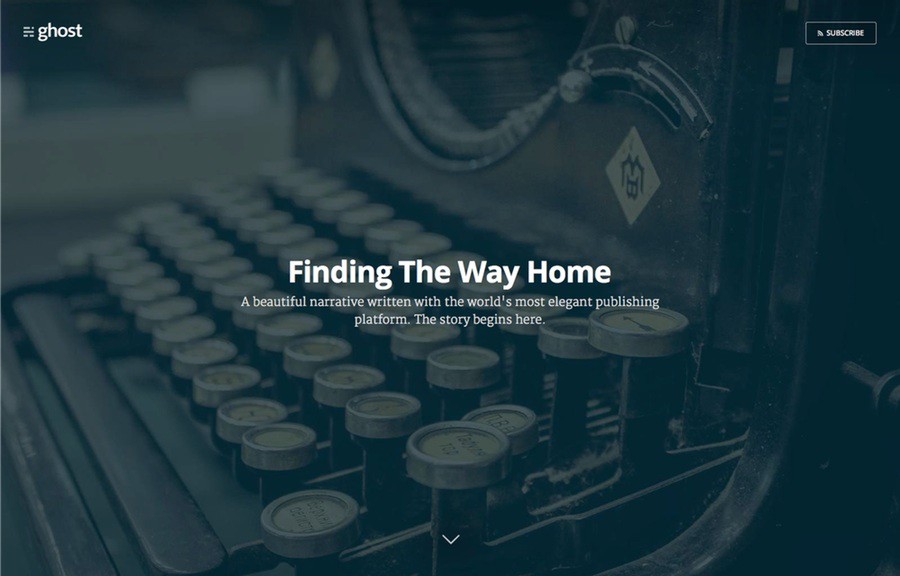 ghost
SUBSCRIBE
Finding The Way Home
A beautiful narrative written with the world's most elegant publishing
platform. The story begins here.